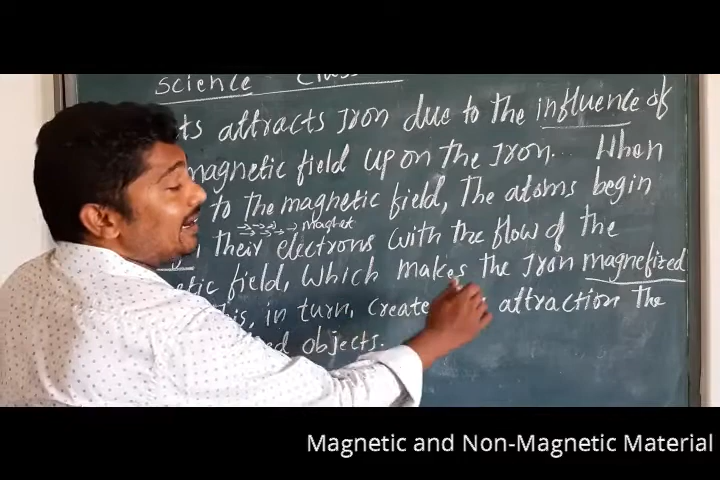 Science Class
ts attracts Iron due to the influence of
magnetic field upon the Iron. When
to the magnetic field, The atoms begin
magnet
their electrons with the flow of the
etic field, which makes the Iron magnefized
this, in turn, create attraction the
ed objects.
Magnetic and Non-Magnetic Material